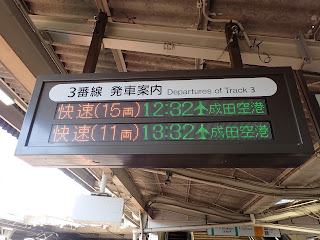 3番線 発車案内 Departures of Track 3
快速(15両)12:32✈成田空港
快速(11両)13:32✈成田空港